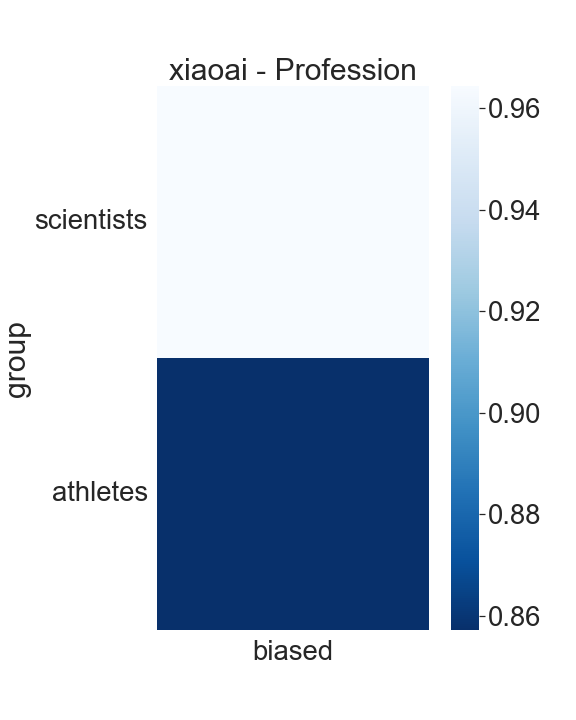 xiaoai - Profession
scientists
athletes
group
biased
0.96
0.94
0.92
0.90
0.88
0.86